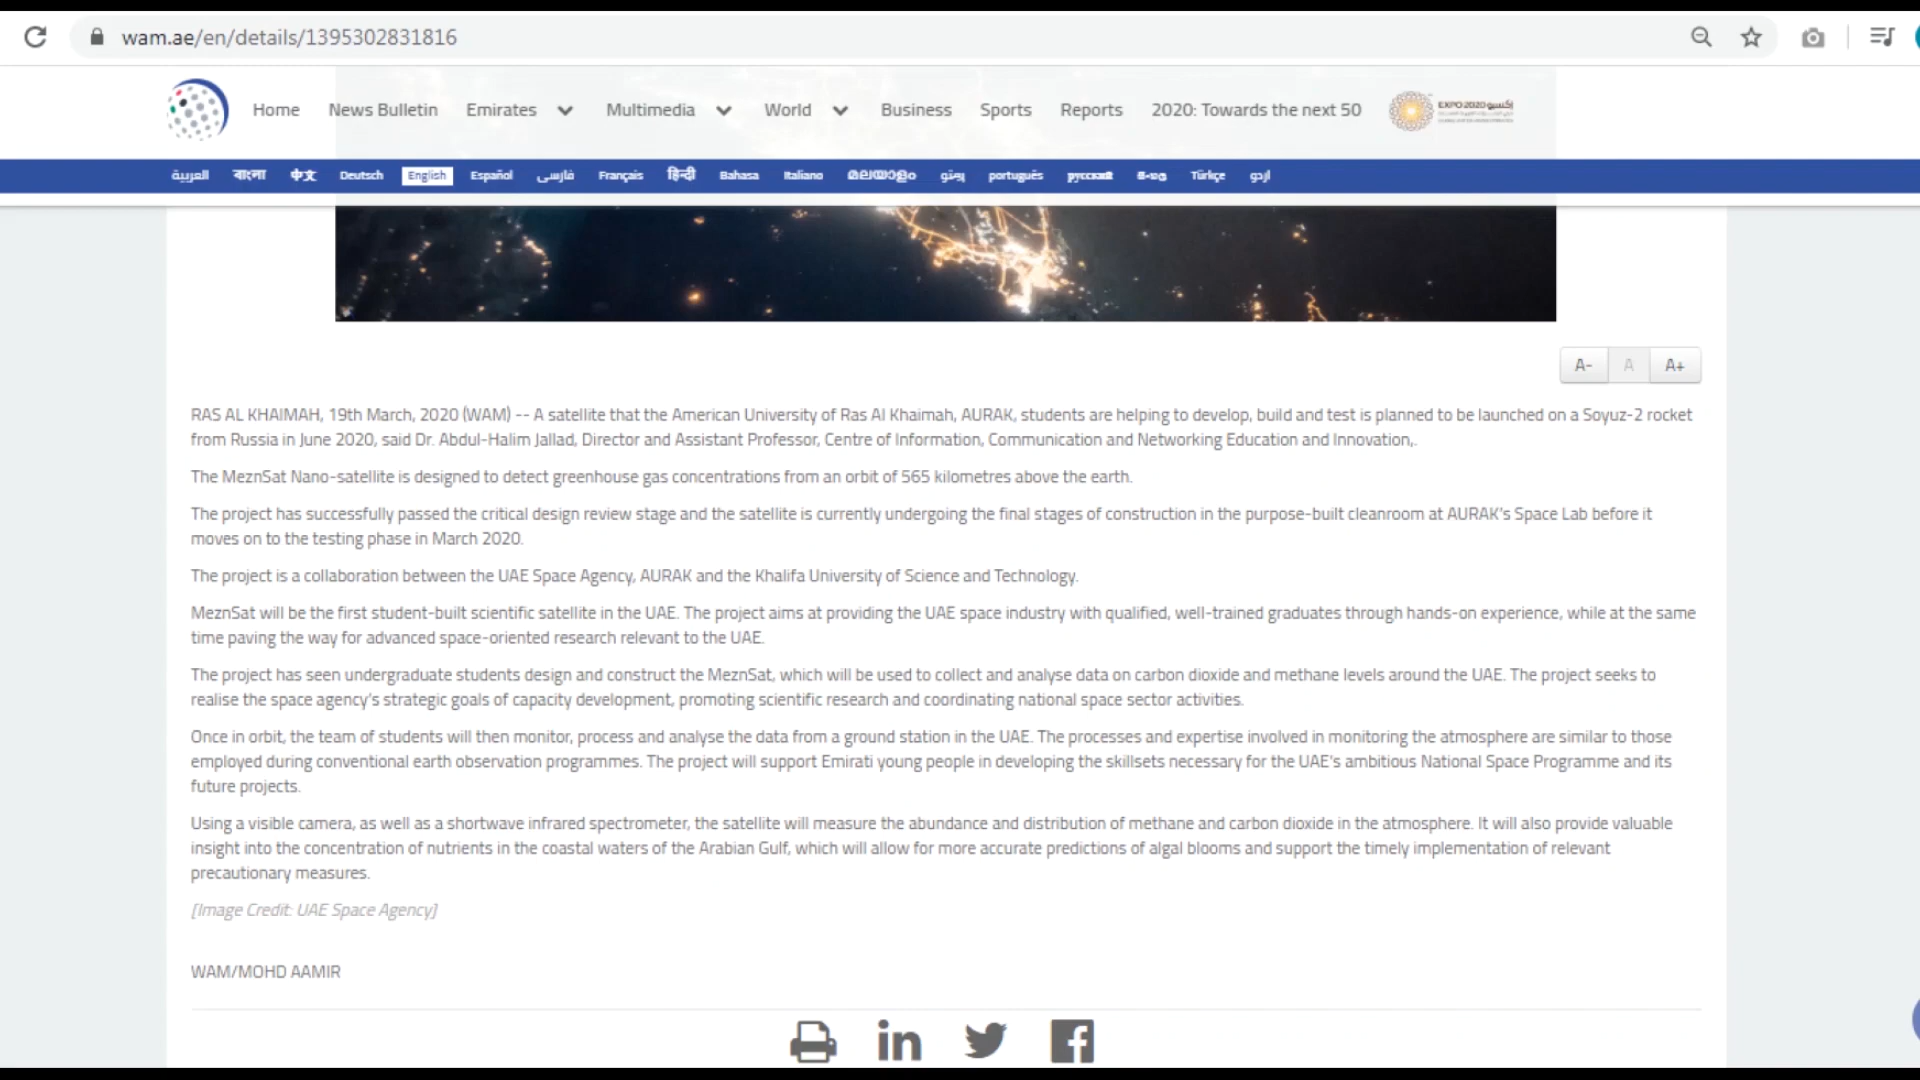 wam.ae/en/details/1395302831816
Home News Bulletin Emirates Multimedia World Business Sports Reports 2020: Towards the next 50 EXPO 2020 إكسبو
العربية বাংলা 中文 Deutsch English Español فارسی Français हिन्दी Bahasa Italiano മലയാളം پښتو português русский සිංහල Türkçe اردو
A- A A+
RAS AL KHAIMAH, 19th March, 2020 (WAM) -- A satellite that the American University of Ras Al Khaimah, AURAK, students are helping to develop, build and test is planned to be launched on a Soyuz-2 rocket
from Russia in June 2020, said Dr. Abdul-Halim Jallad, Director and Assistant Professor, Centre of Information, Communication and Networking Education and Innovation,.
The MeznSat Nano-satellite is designed to detect greenhouse gas concentrations from an orbit of 565 kilometres above the earth.
The project has successfully passed the critical design review stage and the satellite is currently undergoing the final stages of construction in the purpose-built cleanroom at AURAK's Space Lab before it
moves on to the testing phase in March 2020.
The project is a collaboration between the UAE Space Agency, AURAK and the Khalifa University of Science and Technology.
MeznSat will be the first student-built scientific satellite in the UAE. The project aims at providing the UAE space industry with qualified, well-trained graduates through hands-on experience, while at the same
time paving the way for advanced space-oriented research relevant to the UAE.
The project has seen undergraduate students design and construct the MeznSat, which will be used to collect and analyse data on carbon dioxide and methane levels around the UAE. The project seeks to
realise the space agency's strategic goals of capacity development, promoting scientific research and coordinating national space sector activities.
Once in orbit, the team of students will then monitor, process and analyse the data from a ground station in the UAE. The processes and expertise involved in monitoring the atmosphere are similar to those
employed during conventional earth observation programmes. The project will support Emirati young people in developing the skillsets necessary for the UAE's ambitious National Space Programme and its
future projects.
Using a visible camera, as well as a shortwave infrared spectrometer, the satellite will measure the abundance and distribution of methane and carbon dioxide in the atmosphere. It will also provide valuable
insight into the concentration of nutrients in the coastal waters of the Arabian Gulf, which will allow for more accurate predictions of algal blooms and support the timely implementation of relevant
precautionary measures.
[Image Credit: UAE Space Agency]
WAM/MOHD AAMIR